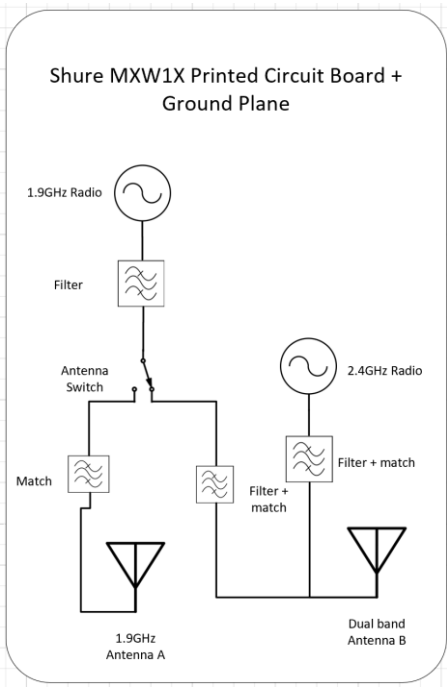 Shure MXW1X Printed Circuit Board +
Ground Plane
1.9GHz Radio
Filter
Antenna
Switch
2.4GHz Radio
Match
Filter +
match
Filter + match
1.9GHz
Antenna A
Dual band
Antenna B